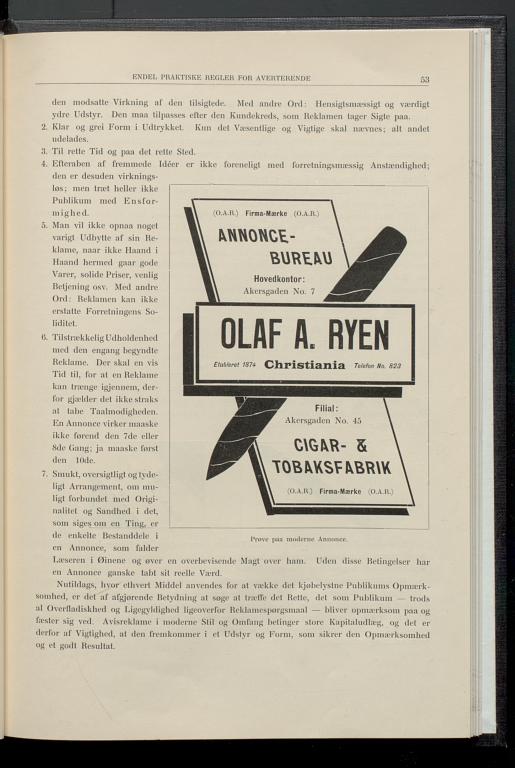 ENDEL PRAKTISKE REGLER FOR AVERTERENDE 53
den modsatte Virkning af den tilsigtede. Med andre Ord: Hensigtsmæssigt og værdigt
ydre Udstyr. Den maa tilpasses efter den Kundekreds, som Reklamen tager Sigte paa.
2. Klar og grei Form i Udtrykket. Kun det Væsentlige og Vigtige skal nævnes; alt andet
udelades.
3. Til rette Tid og paa det rette Sted.
4. Efteraben af fremmede Idéer er ikke foreneligt med forretningsmæssig Anstændighed;
den er desuden virknings-
løs; men træt heller ikke
Publikum med Ensfor-
mighed.
5. Man vil ikke opnaa noget
varigt Udbytte af sin Re-
klame, naar ikke Haand i
Haand hermed gaar gode
Varer, solide Priser, venlig
Betjening osv. Med andre
Ord: Reklamen kan ikke
erstatte Forretningens So-
liditet.
6. Tilstrækkelig Udholdenhed
med den engang begyndte
Reklame. Der skal en vis
Tid til, for at en Reklame
kan trænge igjennem, der-
for gjælder det ikke straks
at tabe Taalmodigheden.
En Annonce virker maaske
ikke førend den 7de eller
8de Gang; ja maaske først
den 10de.
7. Smukt, oversigtligt og tyde-
ligt Arrangement, om mu-
ligt forbundet med Origi-
nalitet og Sandhed i det,
som siges om en Ting, er
de enkelte Bestanddele i
en Annonce, som falder
Læseren i Øinene og øver en overbevisende Magt over ham. Uden disse Betingelser har
en Annonce ganske tabt sit reelle Værd.
Nutildags, hvor ethvert Middel anvendes for at vække det kjøbelystne Publikums Opmærk-
somhed, er det af afgjørende Betydning at søge at træffe det Rette, det som Publikum — trods
al Overfladiskhed og Ligegyldighed ligeoverfor Reklamespørgsmaal — bliver opmærksom paa og
fæster sig ved. Avisreklame i moderne Stil og Omfang betinger store Kapitaludlæg, og det er
derfor af Vigtighed, at den fremkommer i et Udstyr og Form, som sikrer den Opmærksomhed
og et godt Resultat.
(O.A.R.) Firma-Mærke (O.A.R.)
ANNONCE-
BUREAU
Hovedkontor:
Akersgaden No. 7
OLAF A. RYEN
Etableret 1874 Christiania Telefon No. 823
Filial:
Akersgaden No. 45
CIGAR- &
TOBAKSFABRIK
(O.A.R.) Firma-Mærke (O.A.R.)
Prøve paa moderne Annonce.